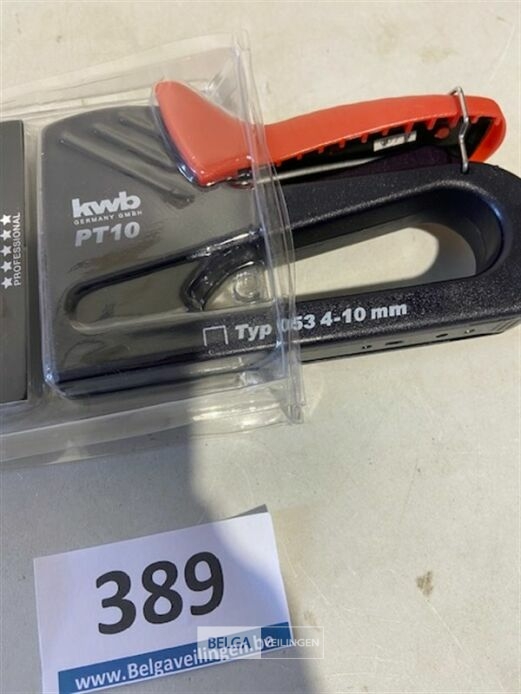 kwb
GERMANY GMBH
PT10
★★★★★
PROFESSIONAL
Typ 053 4-10 mm
389
BELGA VEILINGEN
www.Belgaveilingen.be